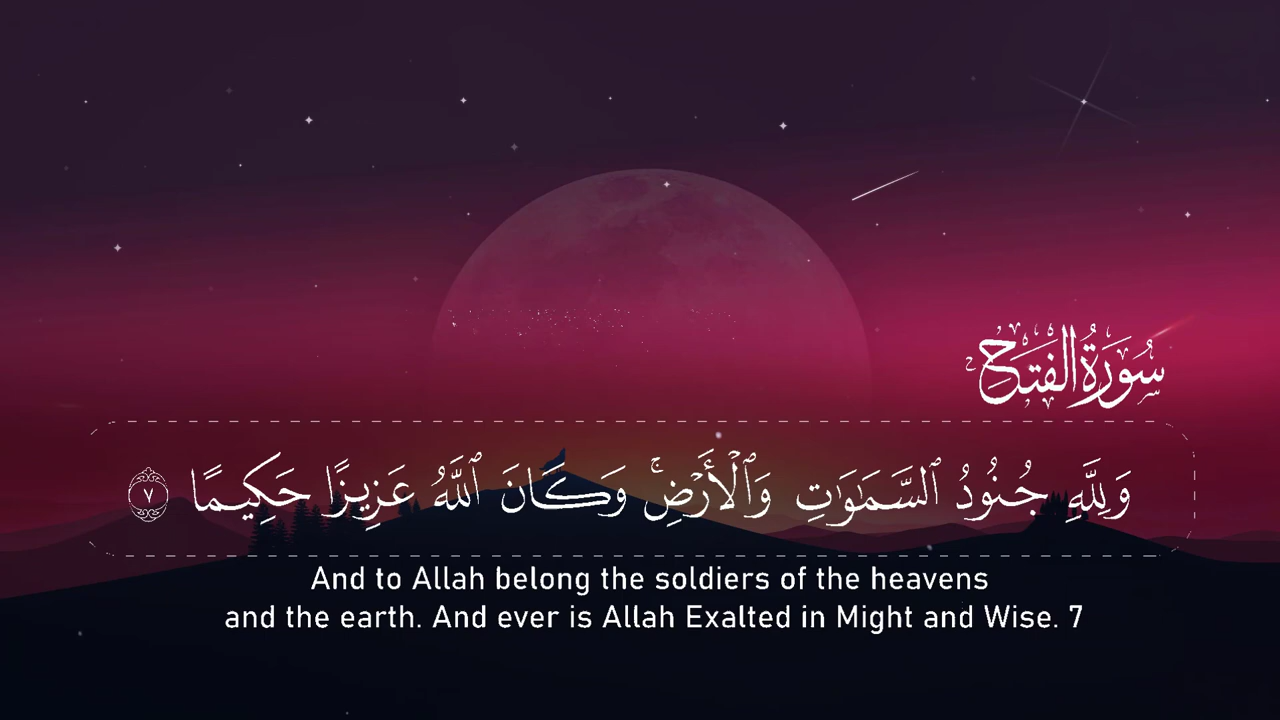 سُورَةُ الفَتۡحِ
وَلِلَّهِ جُنُودُ ٱلسَّمَٰوَٰتِ وَٱلۡأَرۡضِۚ وَكَانَ ٱللَّهُ عَزِيزًا حَكِيمًا ٧
And to Allah belong the soldiers of the heavens
and the earth. And ever is Allah Exalted in Might and Wise. 7